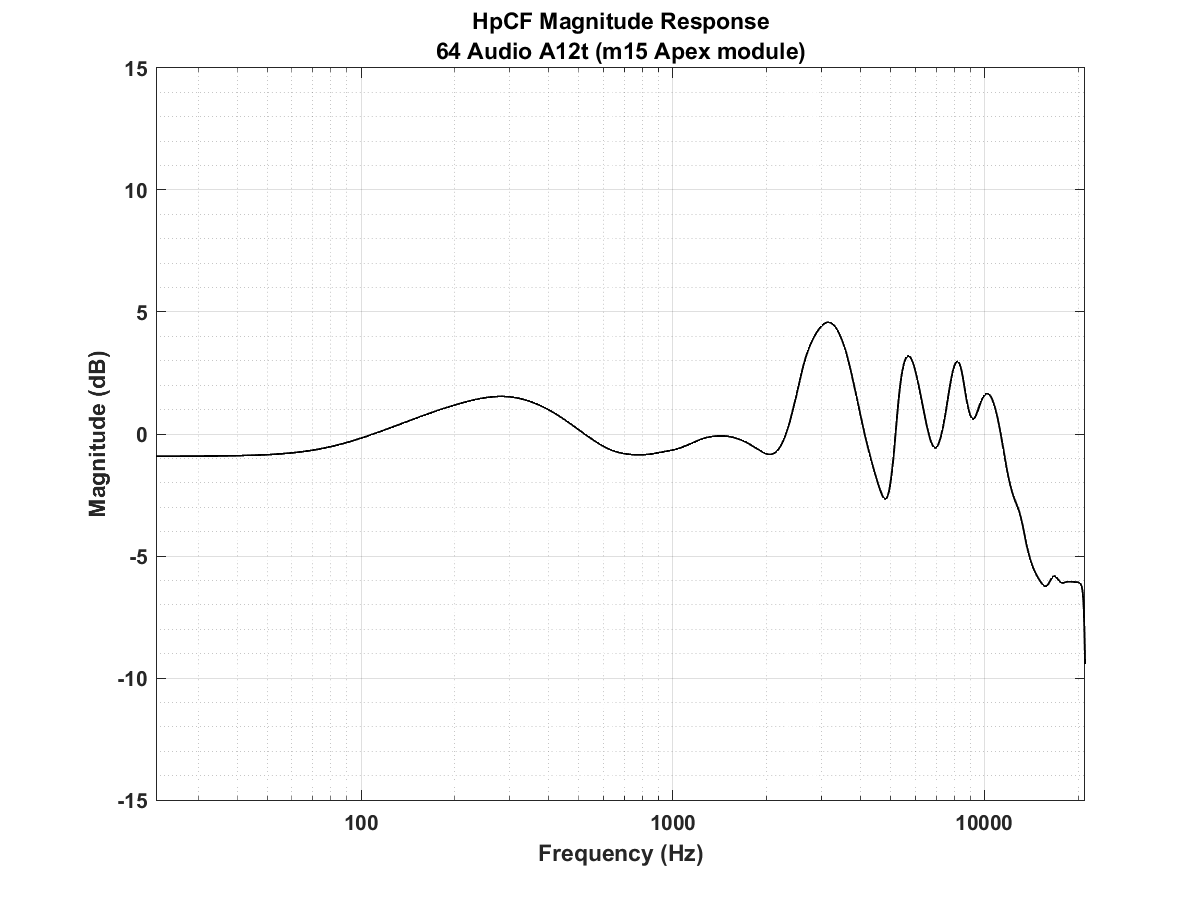 HpCF Magnitude Response
64 Audio A12t (m15 Apex module)
15
10
5
0
-5
-10
-15
Magnitude (dB)
100
1000
10000
Frequency (Hz)